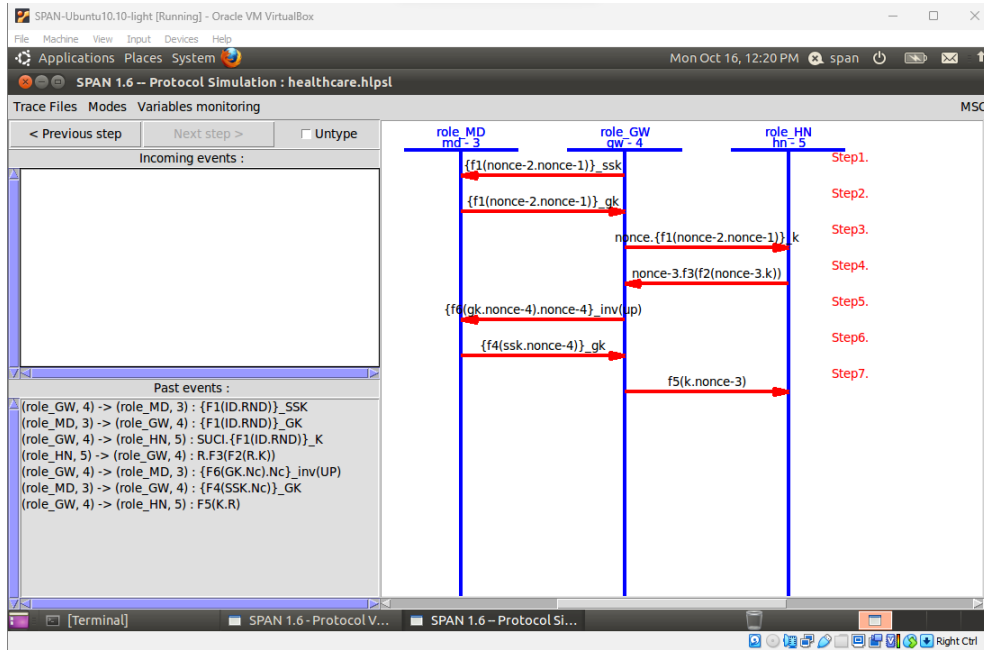 SPAN-Ubuntu10.10-light [Running] - Oracle VM VirtualBox
File Machine View Input Devices Help
Applications Places System Mon Oct 16, 12:20 PM span
SPAN 1.6 -- Protocol Simulation : healthcare.hlpsl
Trace Files Modes Variables monitoring MSC
< Previous step Next step > Untype
Incoming events :
Past events :
(role_GW, 4) -> (role_MD, 3) : {F1(ID.RND)}_SSK
(role_MD, 3) -> (role_GW, 4) : {F1(ID.RND)}_GK
(role_GW, 4) -> (role_HN, 5) : SUCI.{F1(ID.RND)}_K
(role_HN, 5) -> (role_GW, 4) : R.F3(F2(R.K))
(role_GW, 4) -> (role_MD, 3) : {F6(GK.Nc).Nc}_inv(UP)
(role_MD, 3) -> (role_GW, 4) : {F4(SSK.Nc)}_GK
(role_GW, 4) -> (role_HN, 5) : F5(K.R)
role_MD role_GW role_HN
md - 3 gw - 4 hn - 5
{f1(nonce-2.nonce-1)}_ssk Step1.
{f1(nonce-2.nonce-1)}_gk Step2.
nonce.{f1(nonce-2.nonce-1)}_k Step3.
nonce-3.f3(f2(nonce-3.k)) Step4.
{f6(gk.nonce-4).nonce-4}_inv(up) Step5.
{f4(ssk.nonce-4)}_gk Step6.
f5(k.nonce-3) Step7.
[Terminal] SPAN 1.6 - Protocol V... SPAN 1.6 -- Protocol Si...
Right Ctrl